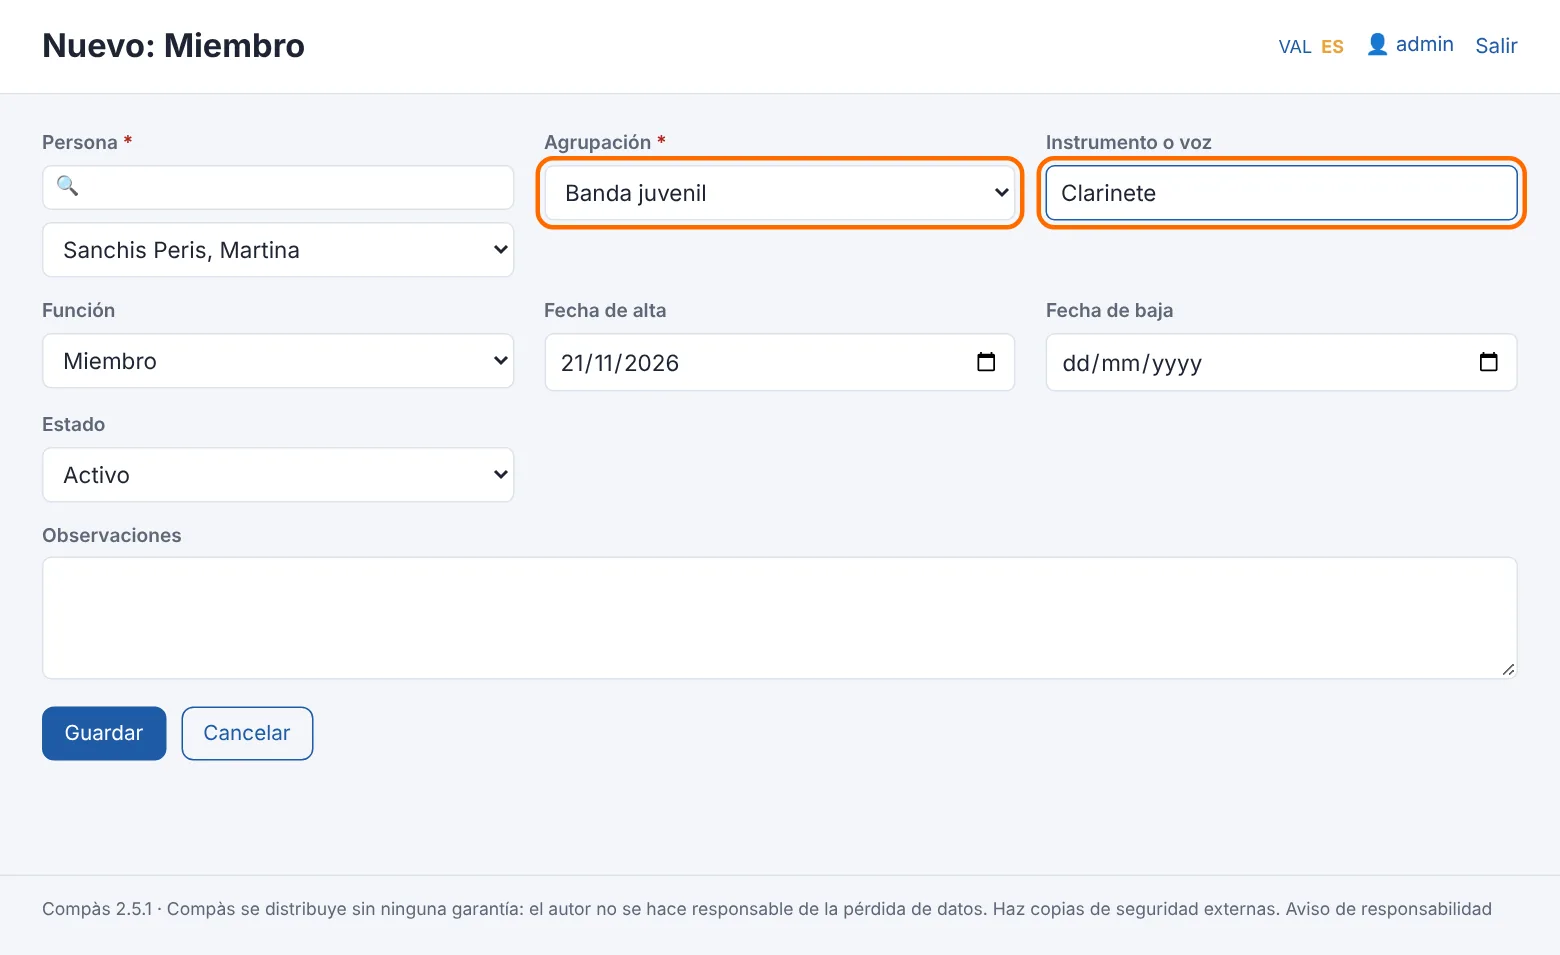 Nuevo: Miembro
VAL ES admin Salir
Persona *
Agrupación *
Instrumento o voz
Banda juvenil
Clarinete
Sanchis Peris, Martina
Función
Fecha de alta
Fecha de baja
Miembro
21/11/2026
dd/mm/yyyy
Estado
Activo
Observaciones
Guardar
Cancelar
Compàs 2.5.1 · Compàs se distribuye sin ninguna garantía: el autor no se hace responsable de la pérdida de datos. Haz copias de seguridad externas. Aviso de responsabilidad